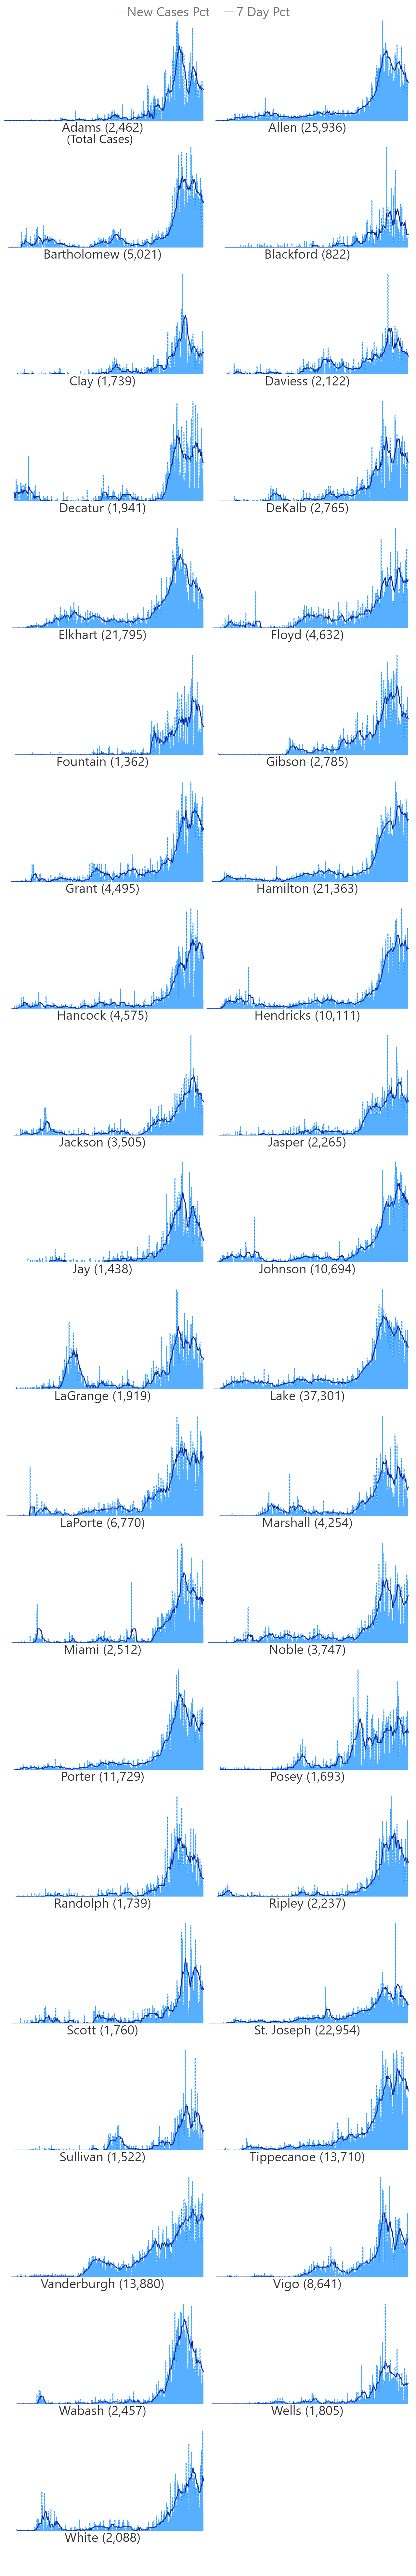 New Cases Pct 7 Day Pct
Adams (2,462) Allen (25,936)
(Total Cases)
Bartholomew (5,021) Blackford (822)
Clay (1,739) Daviess (2,122)
Decatur (1,941) DeKalb (2,765)
Elkhart (21,795) Floyd (4,632)
Fountain (1,362) Gibson (2,785)
Grant (4,495) Hamilton (21,363)
Hancock (4,575) Hendricks (10,111)
Jackson (3,505) Jasper (2,265)
Jay (1,438) Johnson (10,694)
LaGrange (1,919) Lake (37,301)
LaPorte (6,770) Marshall (4,254)
Miami (2,512) Noble (3,747)
Porter (11,729) Posey (1,693)
Randolph (1,739) Ripley (2,237)
Scott (1,760) St. Joseph (22,954)
Sullivan (1,522) Tippecanoe (13,710)
Vanderburgh (13,880) Vigo (8,641)
Wabash (2,457) Wells (1,805)
White (2,088)